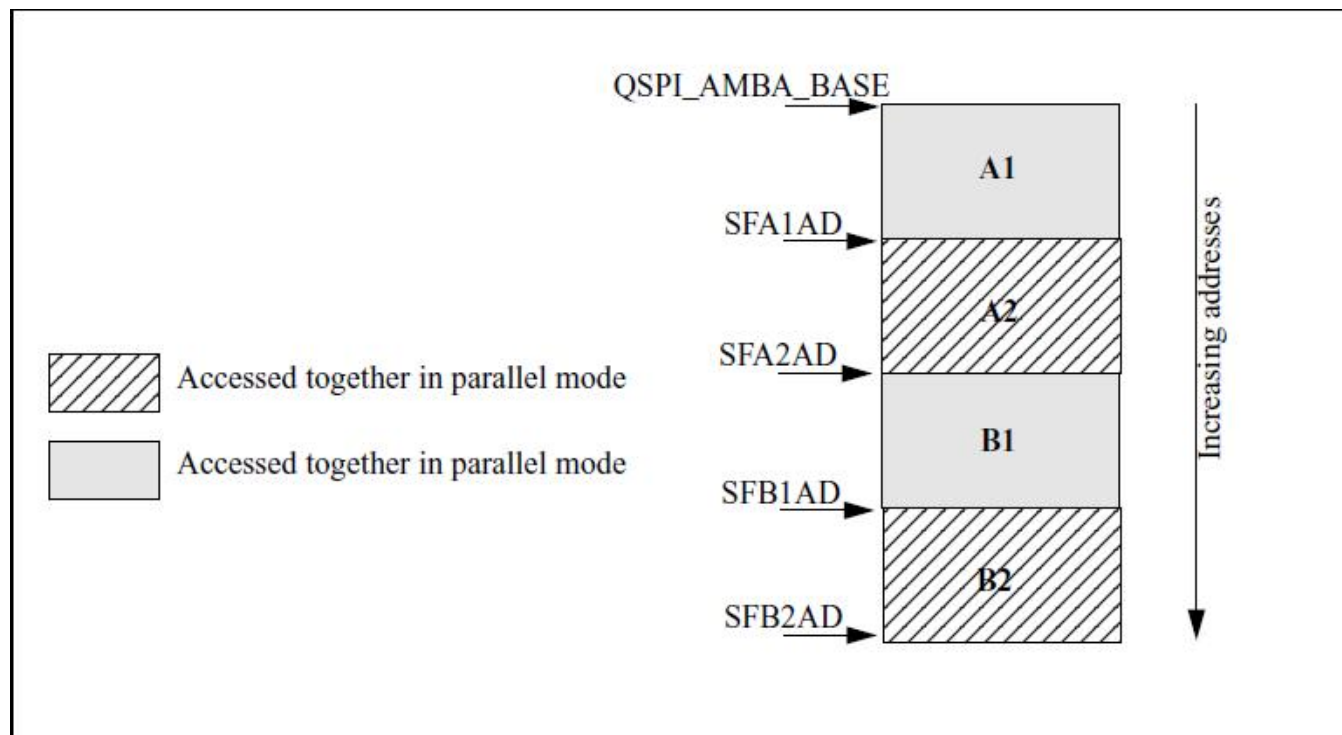 QSPI_AMBA_BASE
A1
SFA1AD
A2
SFA2AD
Accessed together in parallel mode
B1
Accessed together in parallel mode
SFB1AD
B2
SFB2AD
Increasing addresses